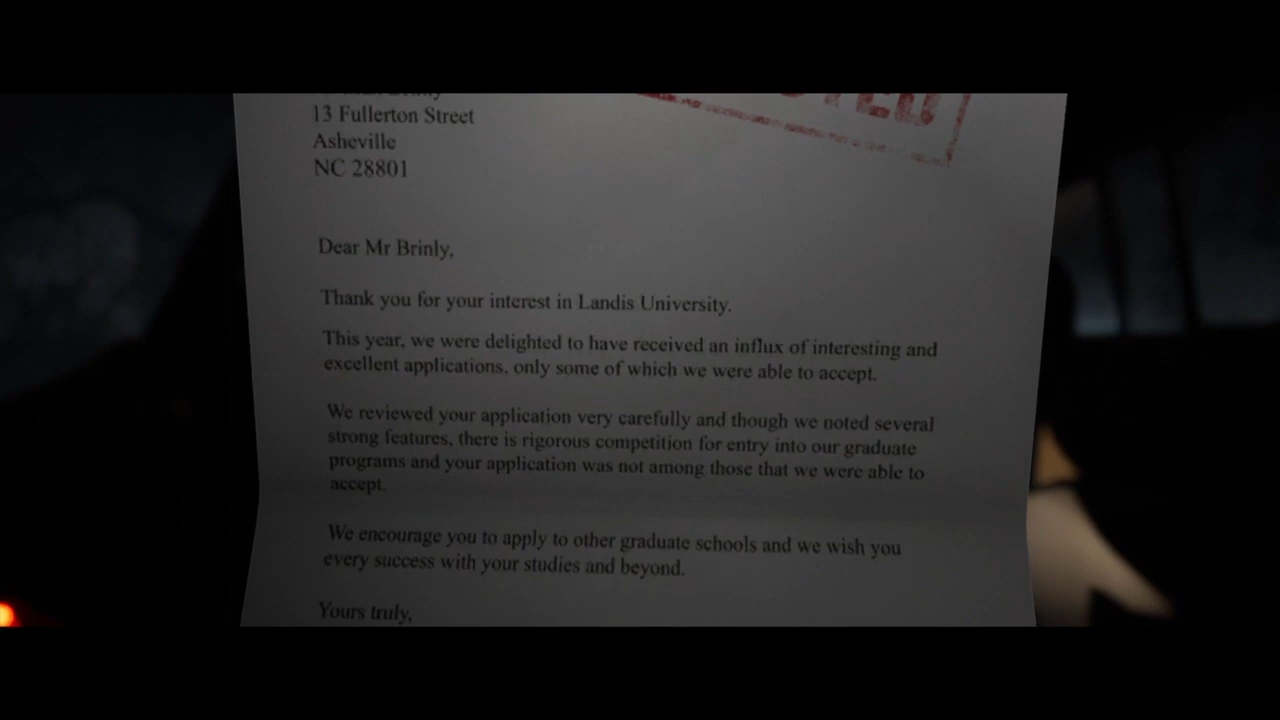 Brinly
13 Fullerton Street
Asheville
NC 28801
Dear Mr Brinly,
Thank you for your interest in Landis University.
This year, we were delighted to have received an influx of interesting and
excellent applications, only some of which we were able to accept.
We reviewed your application very carefully and though we noted several
strong features, there is rigorous competition for entry into our graduate
programs and your application was not among those that we were able to
accept.
We encourage you to apply to other graduate schools and we wish you
every success with your studies and beyond.
Yours truly,